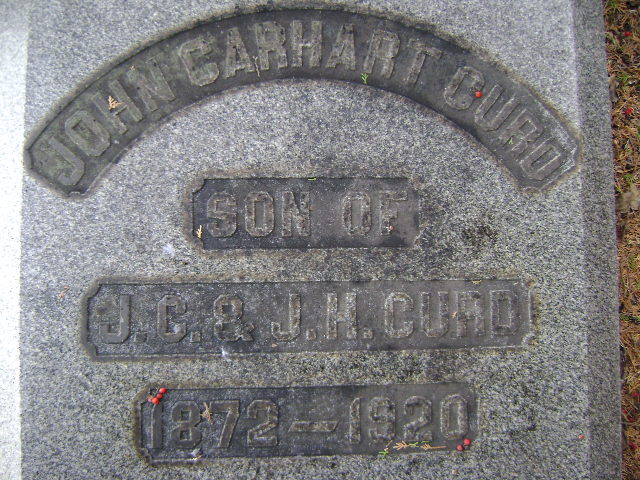 JOHN CARHART CURD
SON OF
J.C. & J.H. CURD
1872 — 1920